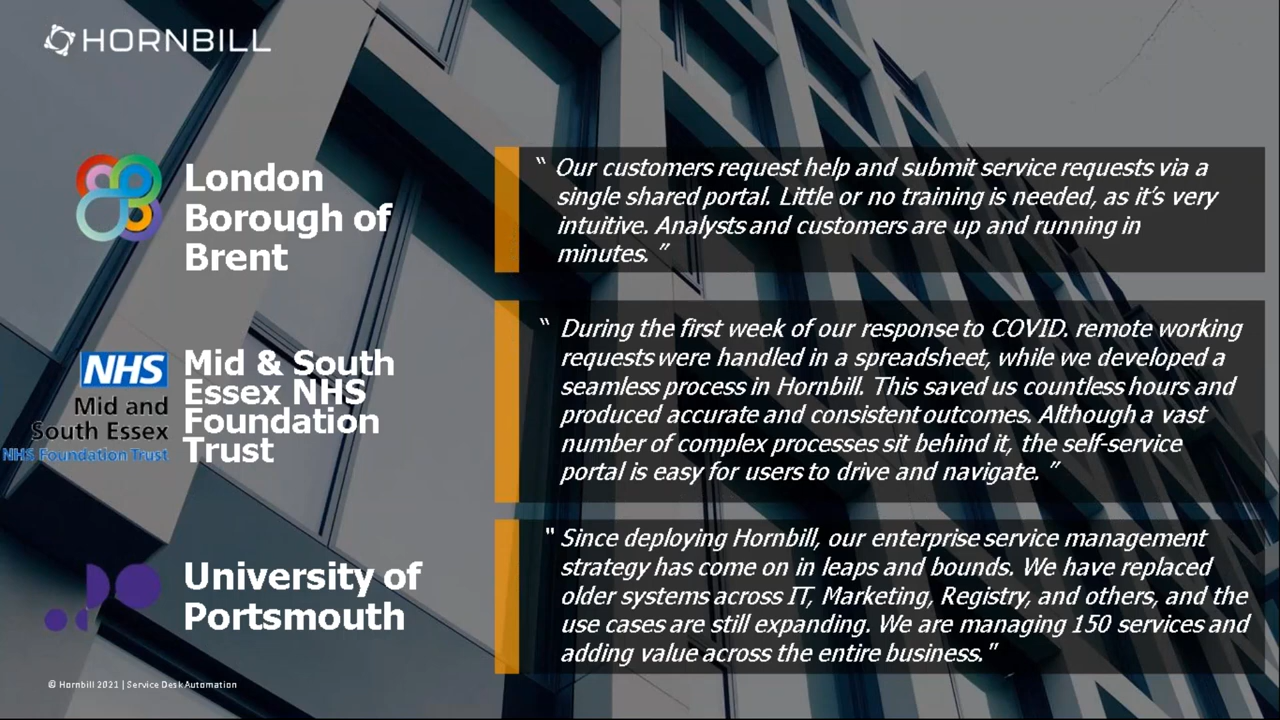 HORNBILL
London
Borough of
Brent
“ Our customers request help and submit service requests via a
single shared portal. Little or no training is needed, as it’s very
intuitive. Analysts and customers are up and running in
minutes. ”
NHS
Mid and
South Essex
NHS Foundation Trust
Mid & South
Essex NHS
Foundation
Trust
“ During the first week of our response to COVID. remote working
requests were handled in a spreadsheet, while we developed a
seamless process in Hornbill. This saved us countless hours and
produced accurate and consistent outcomes. Although a vast
number of complex processes sit behind it, the self-service
portal is easy for users to drive and navigate. ”
University of
Portsmouth
“ Since deploying Hornbill, our enterprise service management
strategy has come on in leaps and bounds. We have replaced
older systems across IT, Marketing, Registry, and others, and the
use cases are still expanding. We are managing 150 services and
adding value across the entire business.”
© Hornbill 2021 | Service Desk Automation